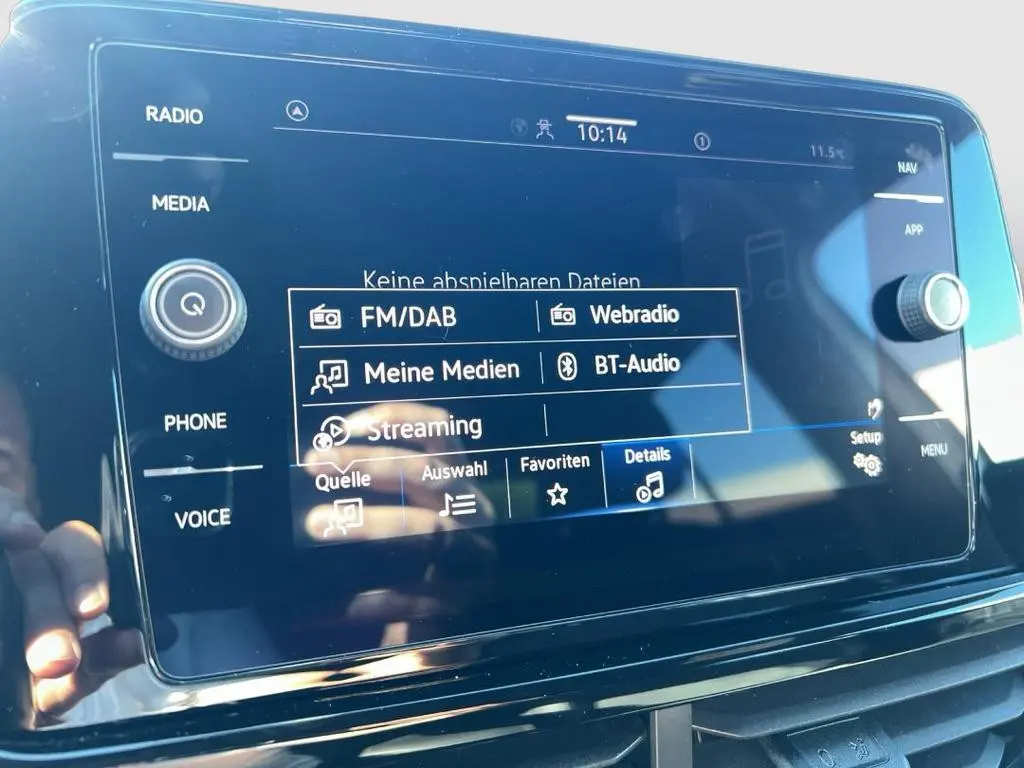 RADIO
10:14
1
11.5°C
NAV
MEDIA
APP
Keine abspielbaren Dateien
FM/DAB
Webradio
Meine Medien
BT-Audio
Streaming
PHONE
Quelle
Auswahl
Favoriten
Details
Setup
MENU
VOICE